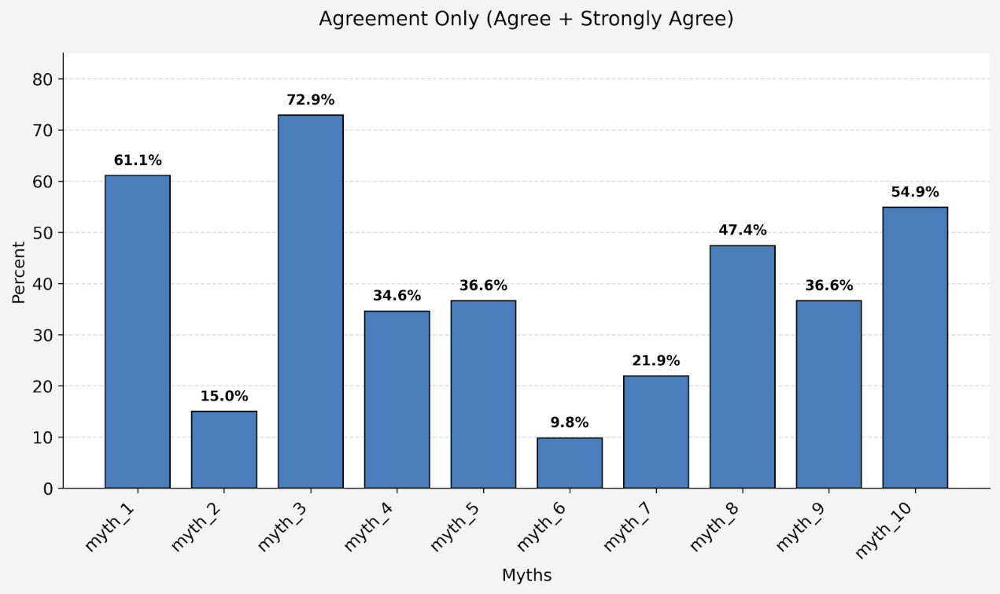 Agreement Only (Agree + Strongly Agree)
Percent
80
70
60
50
40
30
20
10
0
61.1%
15.0%
72.9%
34.6%
36.6%
9.8%
21.9%
47.4%
36.6%
54.9%
myth_1
myth_2
myth_3
myth_4
myth_5
myth_6
myth_7
myth_8
myth_9
myth_10
Myths